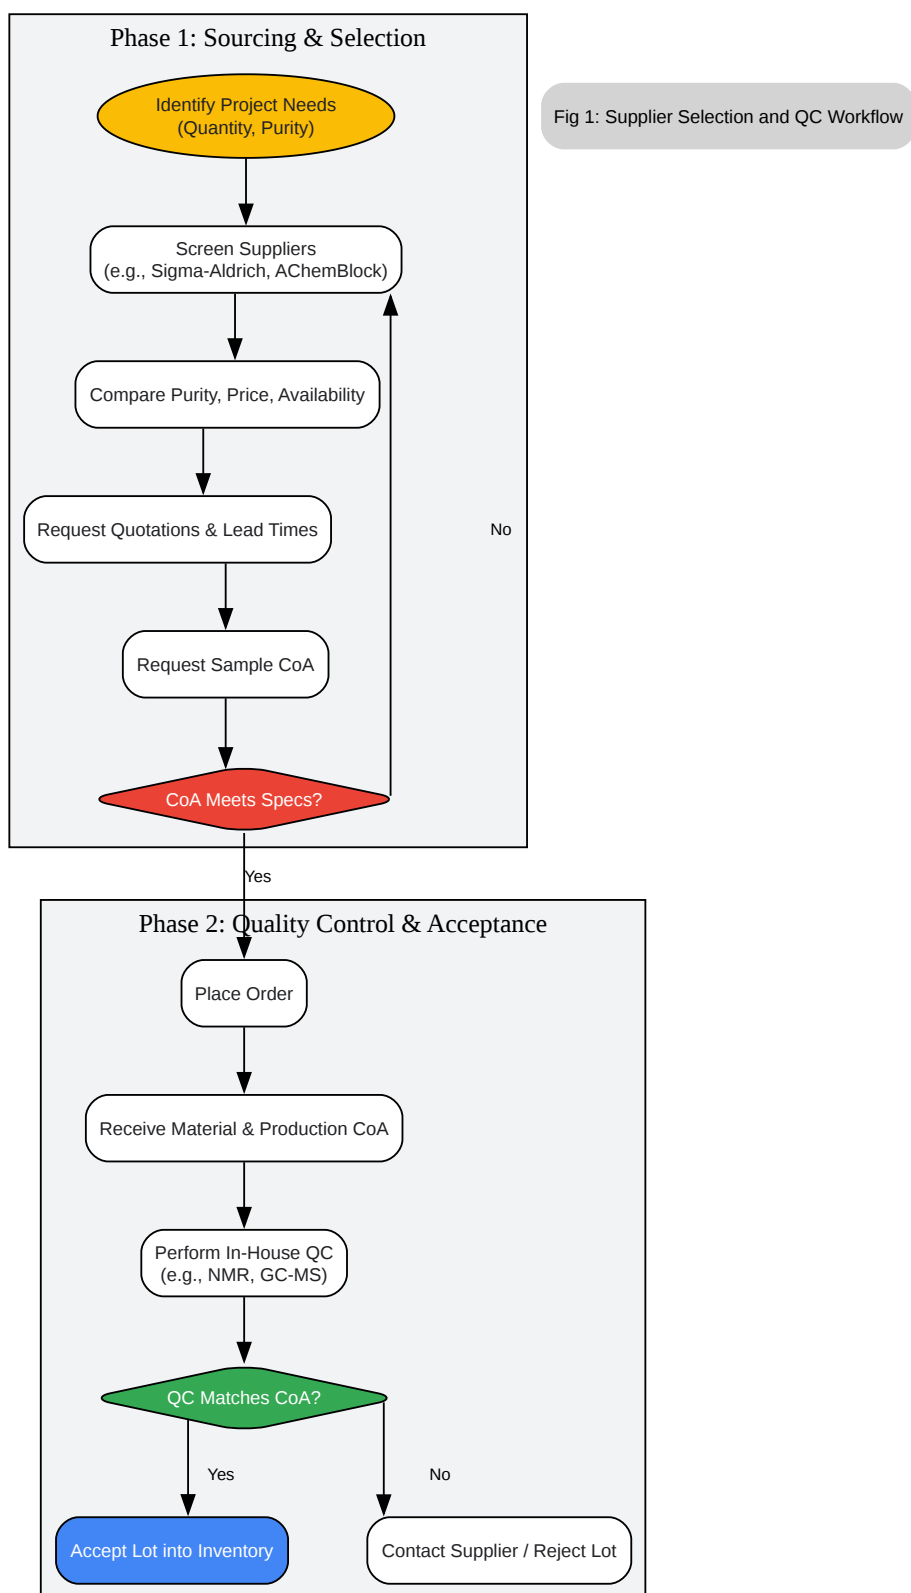 Phase 1: Sourcing & Selection
Identify Project Needs
(Quantity, Purity)
Fig 1: Supplier Selection and QC Workflow
Screen Suppliers
(e.g., Sigma-Aldrich, AChemBlock)
Compare Purity, Price, Availability
Request Quotations & Lead Times
No
Request Sample CoA
CoA Meets Specs?
Yes
Phase 2: Quality Control & Acceptance
Place Order
Receive Material & Production CoA
Perform In-House QC
(e.g., NMR, GC-MS)
QC Matches CoA?
Yes
No
Accept Lot into Inventory
Contact Supplier / Reject Lot